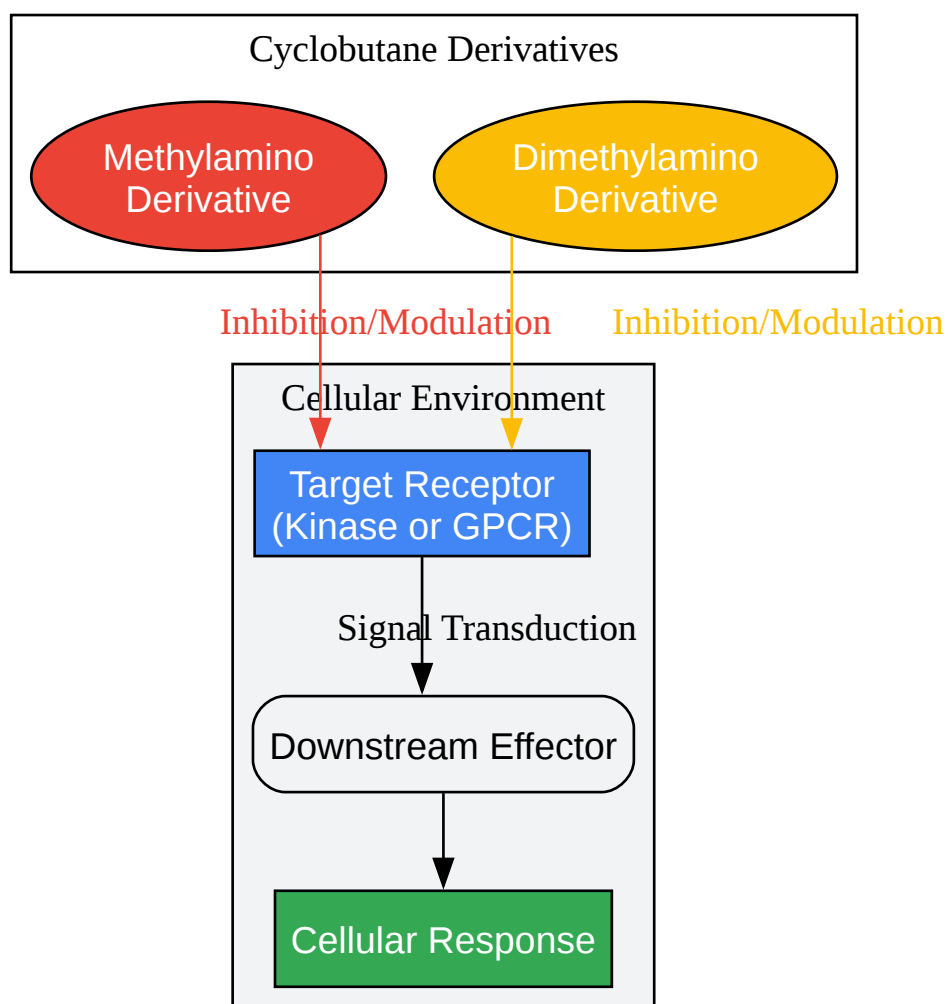 Cyclobutane Derivatives
Methylamino
Derivative
Dimethylamino
Derivative
Inhibition/Modulation
Inhibition/Modulation
Cellular Environment
Target Receptor
(Kinase or GPCR)
Signal Transduction
Downstream Effector
Cellular Response